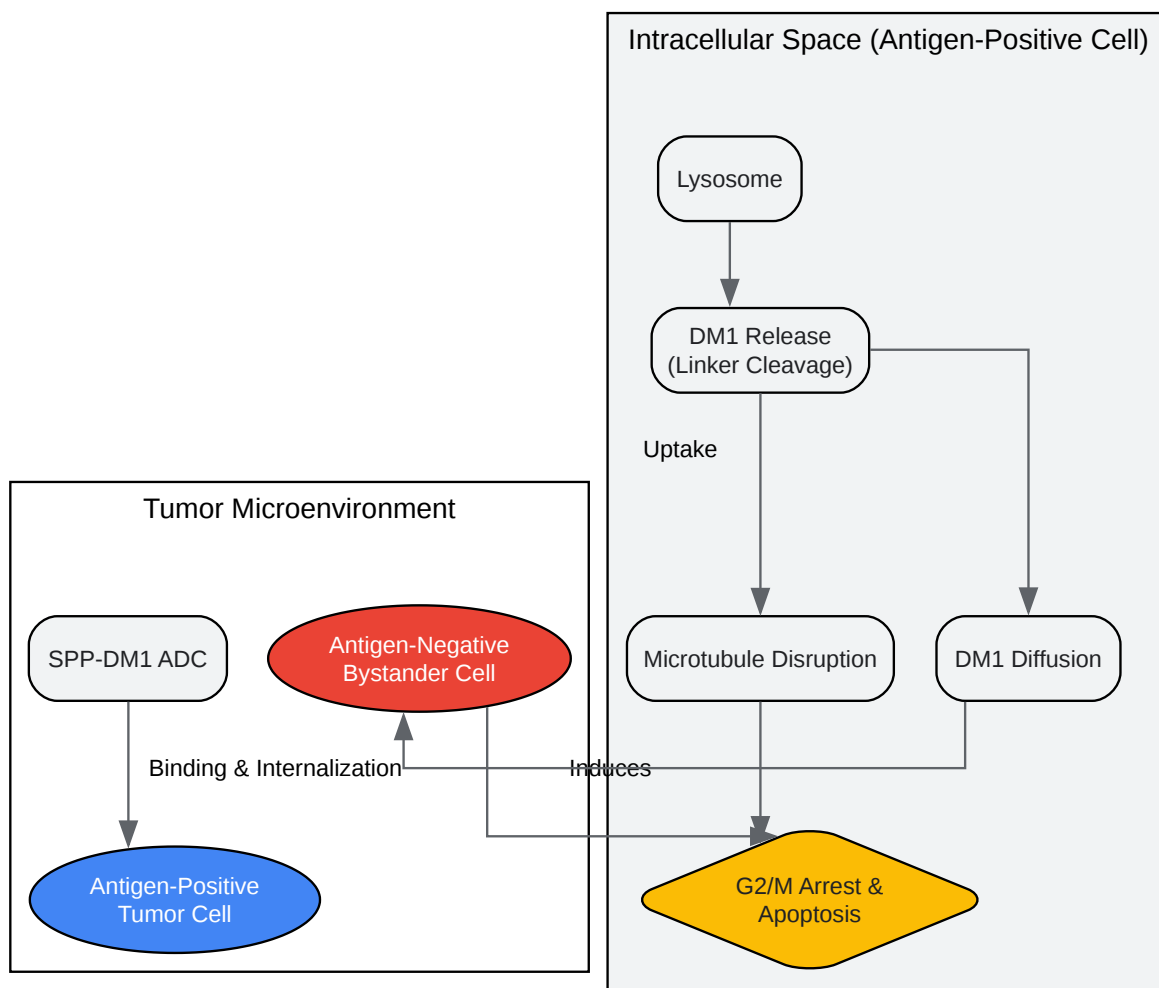 Intracellular Space (Antigen-Positive Cell)
Lysosome
DM1 Release
(Linker Cleavage)
Uptake
Tumor Microenvironment
SPP-DM1 ADC
Antigen-Negative
Bystander Cell
Microtubule Disruption
DM1 Diffusion
Binding & Internalization
Induces
Antigen-Positive
Tumor Cell
G2/M Arrest &
Apoptosis